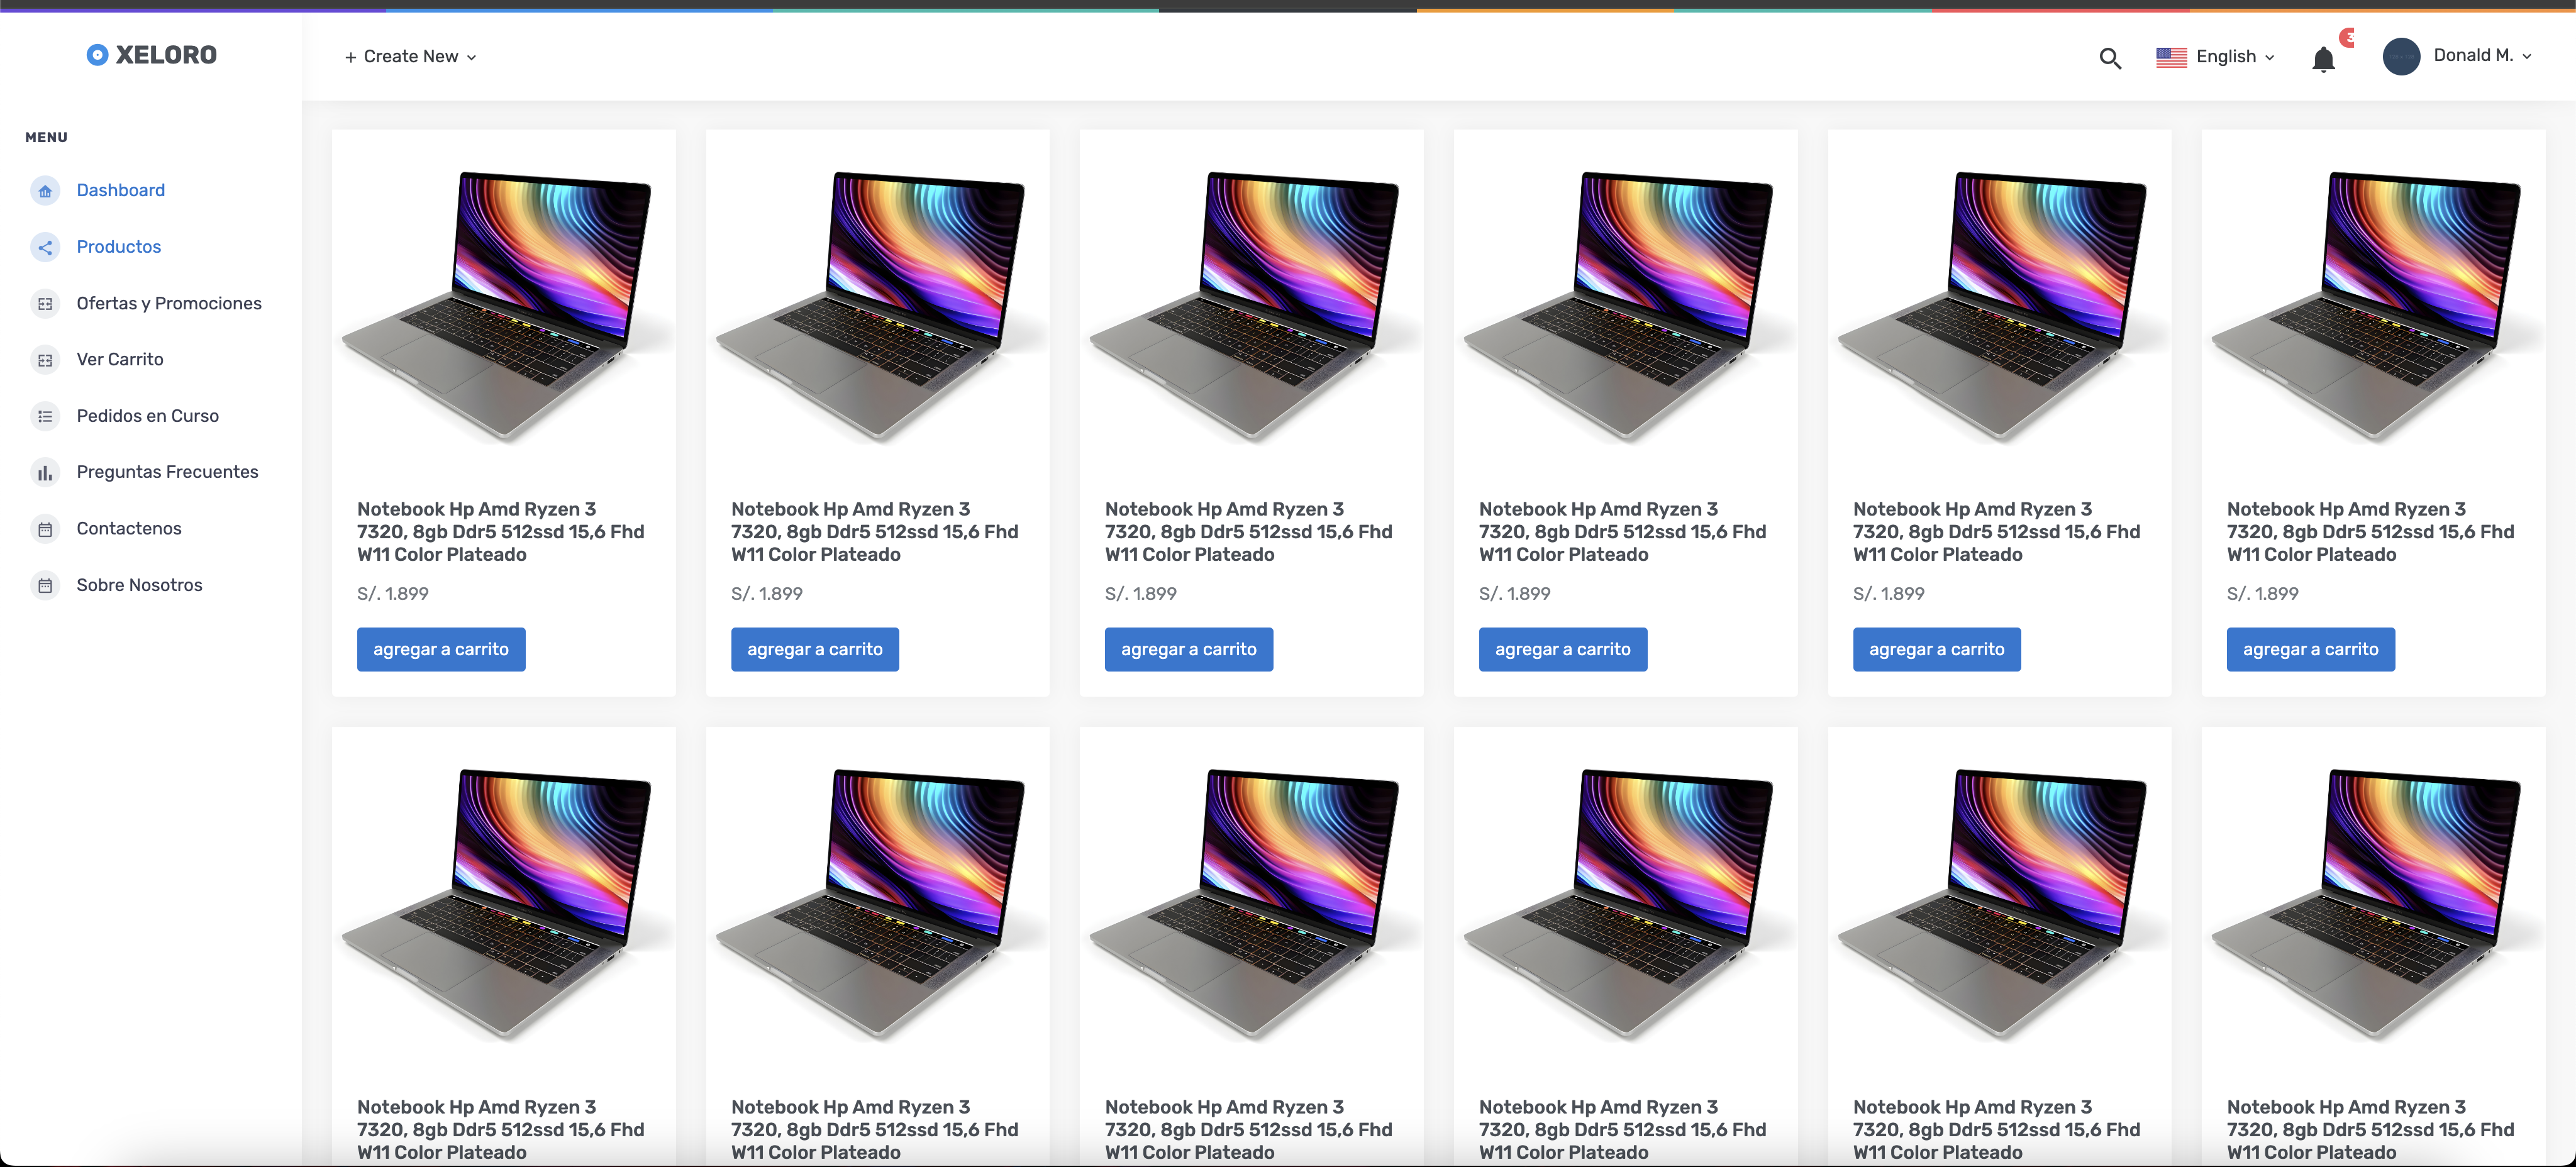 XELORO
+ Create New
English
3
Donald M.
MENU
Dashboard
Productos
Ofertas y Promociones
Ver Carrito
Pedidos en Curso
Preguntas Frecuentes
Contactenos
Sobre Nosotros
Notebook Hp Amd Ryzen 3
7320, 8gb Ddr5 512ssd 15,6 Fhd
W11 Color Plateado
S/. 1.899
agregar a carrito
Notebook Hp Amd Ryzen 3
7320, 8gb Ddr5 512ssd 15,6 Fhd
W11 Color Plateado
S/. 1.899
agregar a carrito
Notebook Hp Amd Ryzen 3
7320, 8gb Ddr5 512ssd 15,6 Fhd
W11 Color Plateado
S/. 1.899
agregar a carrito
Notebook Hp Amd Ryzen 3
7320, 8gb Ddr5 512ssd 15,6 Fhd
W11 Color Plateado
S/. 1.899
agregar a carrito
Notebook Hp Amd Ryzen 3
7320, 8gb Ddr5 512ssd 15,6 Fhd
W11 Color Plateado
S/. 1.899
agregar a carrito
Notebook Hp Amd Ryzen 3
7320, 8gb Ddr5 512ssd 15,6 Fhd
W11 Color Plateado
S/. 1.899
agregar a carrito
Notebook Hp Amd Ryzen 3
7320, 8gb Ddr5 512ssd 15,6 Fhd
W11 Color Plateado
Notebook Hp Amd Ryzen 3
7320, 8gb Ddr5 512ssd 15,6 Fhd
W11 Color Plateado
Notebook Hp Amd Ryzen 3
7320, 8gb Ddr5 512ssd 15,6 Fhd
W11 Color Plateado
Notebook Hp Amd Ryzen 3
7320, 8gb Ddr5 512ssd 15,6 Fhd
W11 Color Plateado
Notebook Hp Amd Ryzen 3
7320, 8gb Ddr5 512ssd 15,6 Fhd
W11 Color Plateado
Notebook Hp Amd Ryzen 3
7320, 8gb Ddr5 512ssd 15,6 Fhd
W11 Color Plateado